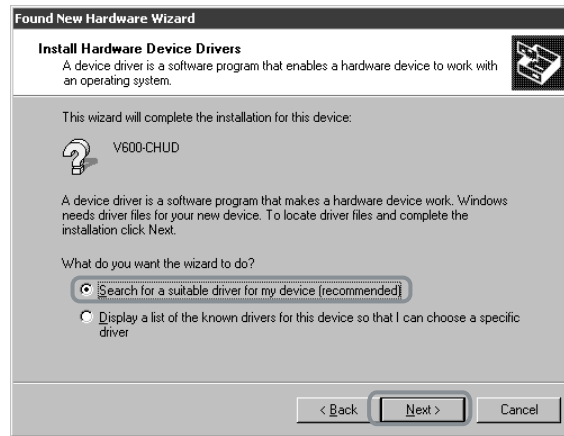 Found New Hardware Wizard
Install Hardware Device Drivers
A device driver is a software program that enables a hardware device to work with
an operating system.
This wizard will complete the installation for this device:
V600-CHUD
A device driver is a software program that makes a hardware device work. Windows
needs driver files for your new device. To locate driver files and complete the
installation click Next.
What do you want the wizard to do?
Search for a suitable driver for my device (recommended)
Display a list of the known drivers for this device so that I can choose a specific
driver
< Back Next > Cancel